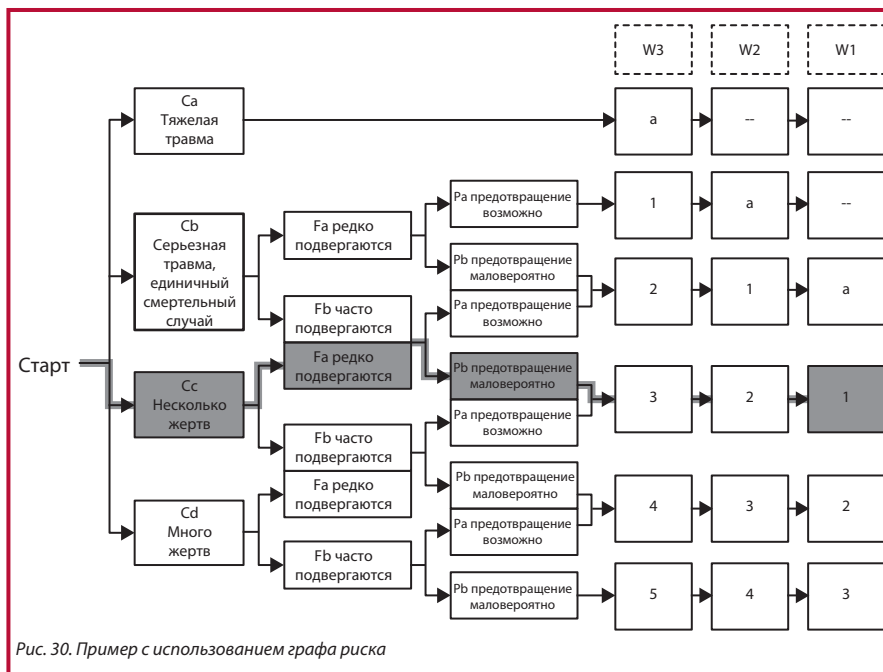 W3 W2 W1
Ca
Тяжелая
травма
a -- --
Cb
Серьезная
травма,
единичный
смертельный
случай
Fa редко
подвергаются
Pa предотвращение
возможно
1 a --
Pb предотвращение
маловероятно
Fb часто
подвергаются
Pa предотвращение
возможно
2 1 a
Старт
Cc
Несколько
жертв
Fa редко
подвергаются
Pb предотвращение
маловероятно
3 2 1
Fb часто
подвергаются
Pa предотвращение
возможно
Cd
Много
жертв
Fa редко
подвергаются
Pb предотвращение
маловероятно
4 3 2
Fb часто
подвергаются
Pa предотвращение
возможно
Pb предотвращение
маловероятно
5 4 3
Рис. 30. Пример с использованием графа риска